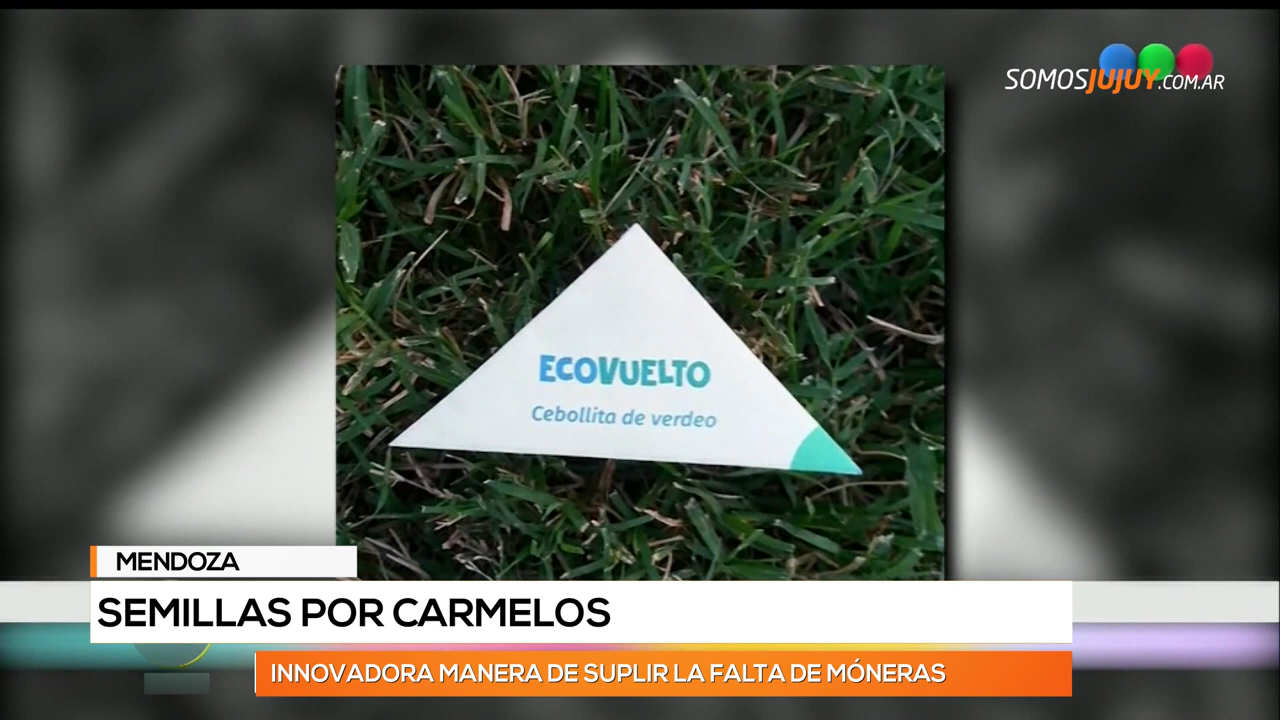 SOMOSJUJUY.COM.AR
ECOVUELTO
Cebollita de verdeo
MENDOZA
SEMILLAS POR CARMELOS
INNOVADORA MANERA DE SUPLIR LA FALTA DE MÓNERAS